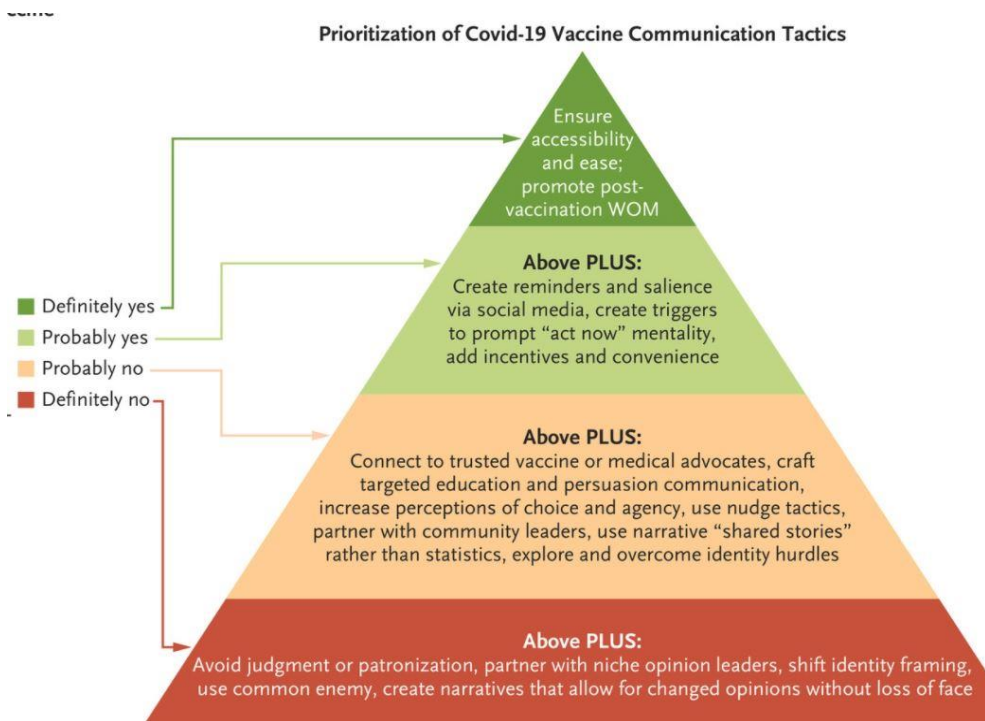 Prioritization of Covid-19 Vaccine Communication Tactics
Ensure
accessibility
and ease;
promote post-
vaccination WOM
Above PLUS:
Create reminders and salience
via social media, create triggers
to prompt “act now” mentality,
add incentives and convenience
Definitely yes
Probably yes
Probably no
Definitely no
Above PLUS:
Connect to trusted vaccine or medical advocates, craft
targeted education and persuasion communication,
increase perceptions of choice and agency, use nudge tactics,
partner with community leaders, use narrative “shared stories”
rather than statistics, explore and overcome identity hurdles
Above PLUS:
Avoid judgment or patronization, partner with niche opinion leaders, shift identity framing,
use common enemy, create narratives that allow for changed opinions without loss of face